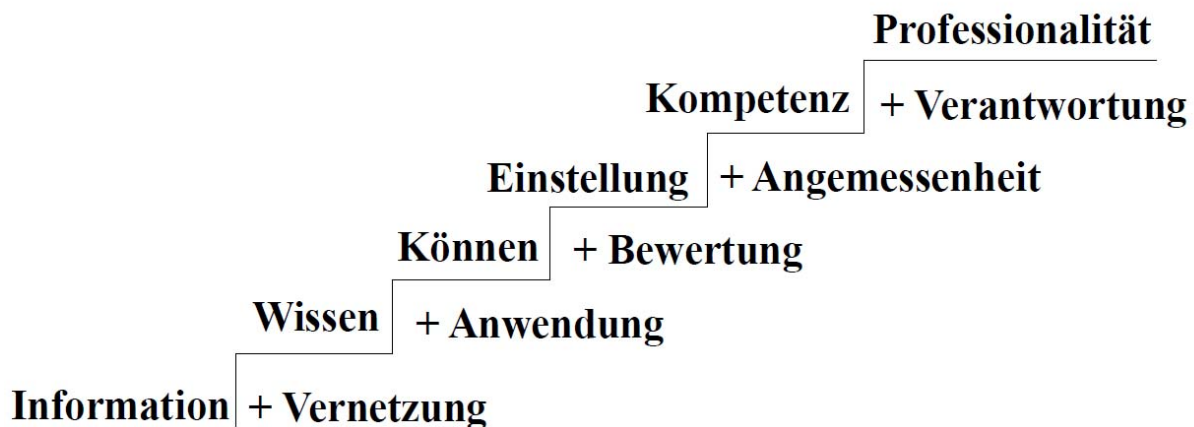 Professionalität
Kompetenz + Verantwortung
Einstellung + Angemessenheit
Können + Bewertung
Wissen + Anwendung
Information + Vernetzung